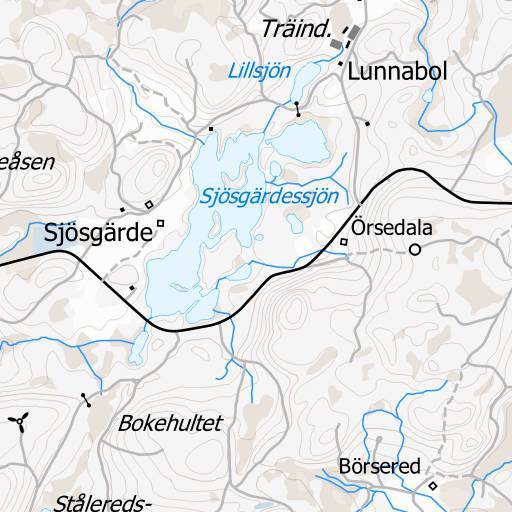 Träind.
Lillsjön
Lunnabol
eåsen
Sjösgärdessjön
Sjösgärde
Örsedala
Bokehultet
Börsered
Stålereds-